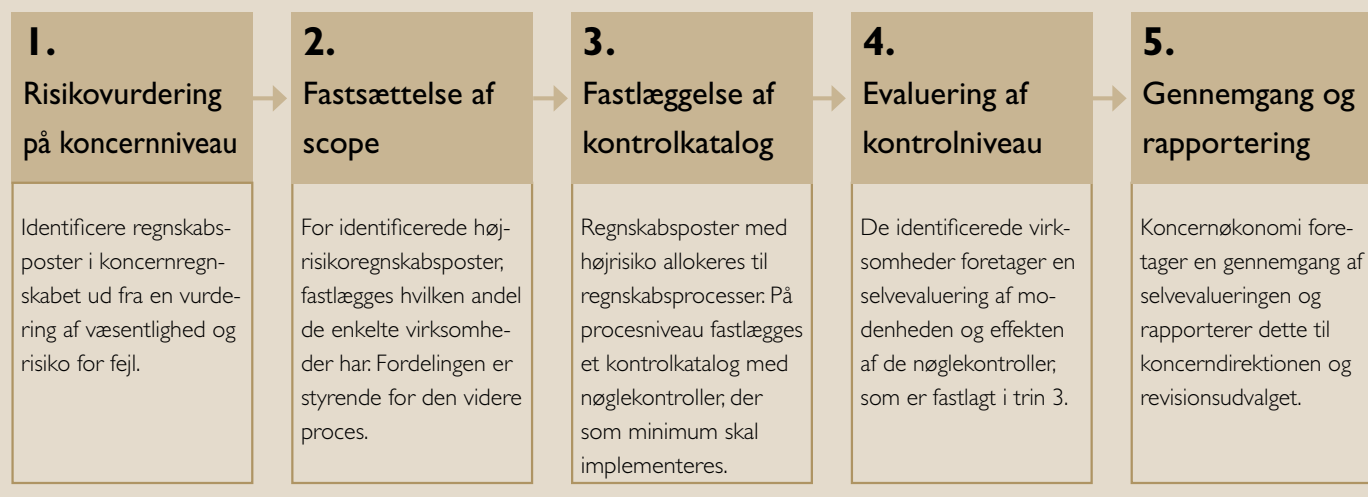 1.
Risikovurdering
på koncernniveau
Identificere regnskabs-
poster i koncernregn-
skabet ud fra en vurde-
ring af væsentlighed og
risiko for fejl.
2.
Fastsættelse af
scope
For identificerede høj-
risikoregnskabsposter,
fastlægges hvilken andel
de enkelte virksomhe-
der har. Fordelingen er
styrende for den videre
proces.
3.
Fastlæggelse af
kontrolkatalog
Regnskabsposter med
højrisiko allokeres til
regnskabsprocesser. På
procesniveau fastlægges
et kontrolkatalog med
nøglekontroller, der
som minimum skal
implementeres.
4.
Evaluering af
kontrolniveau
De identificerede virk-
somheder foretager en
selvevaluering af mo-
denheden og effekten
af de nøglekontroller,
som er fastlagt i trin 3.
5.
Gennemgang og
rapportering
Koncernøkonomi fore-
tager en gennemgang af
selvevalueringen og
rapporterer dette til
koncerndirektionen og
revisionsudvalget.